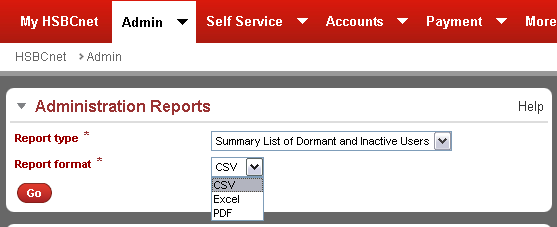 My HSBCnet Admin Self Service Accounts Payment More
HSBCnet > Admin
Administration Reports Help
Report type * Summary List of Dormant and Inactive Users
Report format * CSV
CSV
Go Excel
PDF